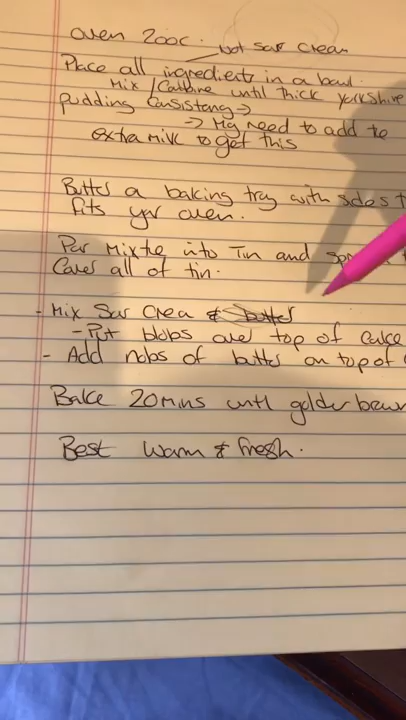 oven 200c.
Not Sour Cream
Place all ingredients in a bowl.
Mix / Combine until thick yorkshire
pudding consistency →
→ May need to add the
extra milk to get this
Butter a baking tray with sides t
fits your oven.
Pour mixture into Tin and
Covers all of tin.
- Mix Sour Cream & butter
- Put blobs over top of cake
- Add nobs of butter on top of
Bake 20mins until golden brown
Best Warm & Fresh.